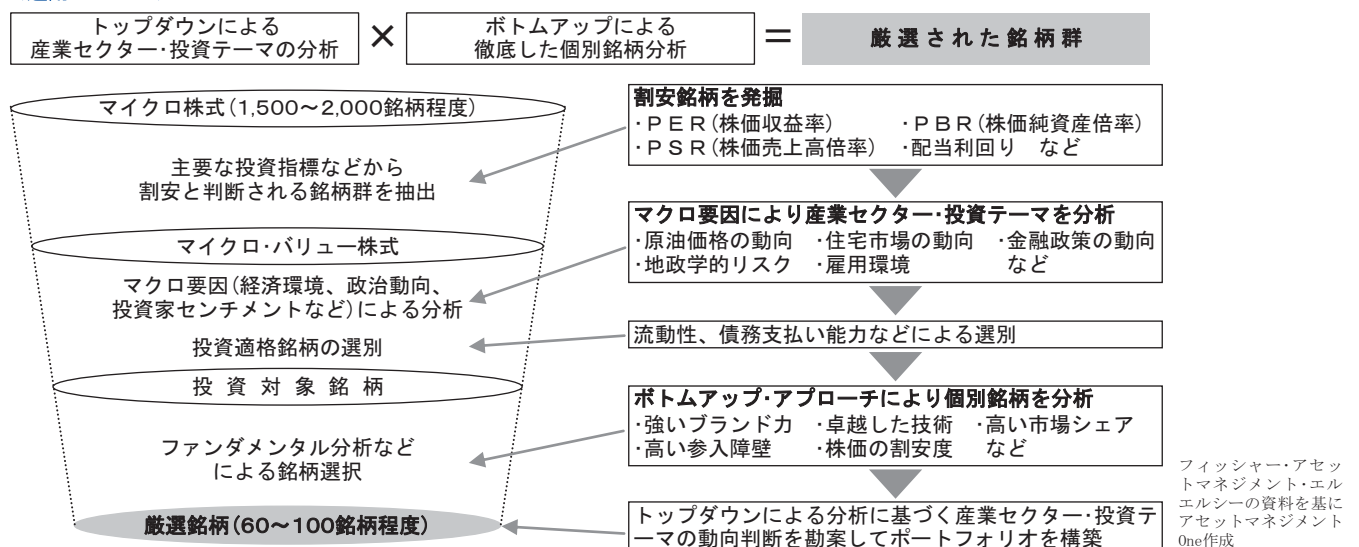 トップダウンによる
産業セクター･投資テーマの分析
×
ボトムアップによる
徹底した個別銘柄分析
＝
厳選された銘柄群
マイクロ株式(1,500～2,000銘柄程度)
主要な投資指標などから
割安と判断される銘柄群を抽出
マイクロ･バリュー株式
マクロ要因(経済環境、政治動向、
投資家センチメントなど)による分析
投資適格銘柄の選別
投資対象銘柄
ファンダメンタル分析など
による銘柄選択
厳選銘柄(60～100銘柄程度)
割安銘柄を発掘
･ＰＥＲ(株価収益率) ･ＰＢＲ(株価純資産倍率)
･ＰＳＲ(株価売上高倍率) ･配当利回り など
マクロ要因により産業セクター･投資テーマを分析
･原油価格の動向 ･住宅市場の動向 ･金融政策の動向
･地政学的リスク ･雇用環境 など
流動性、債務支払い能力などによる選別
ボトムアップ･アプローチにより個別銘柄を分析
･強いブランド力 ･卓越した技術 ･高い市場シェア
･高い参入障壁 ･株価の割安度 など
トップダウンによる分析に基づく産業セクター･投資テ
ーマの動向判断を勘案してポートフォリオを構築
フィッシャー･アセッ
トマネジメント･エル
エルシーの資料を基に
アセットマネジメント
One作成